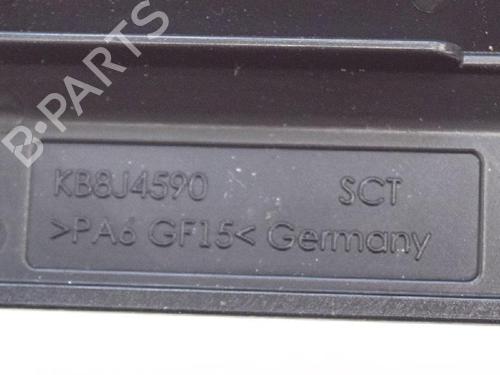 B-PARTS
KB8J4590 SCT
>PA6 GF15< Germany